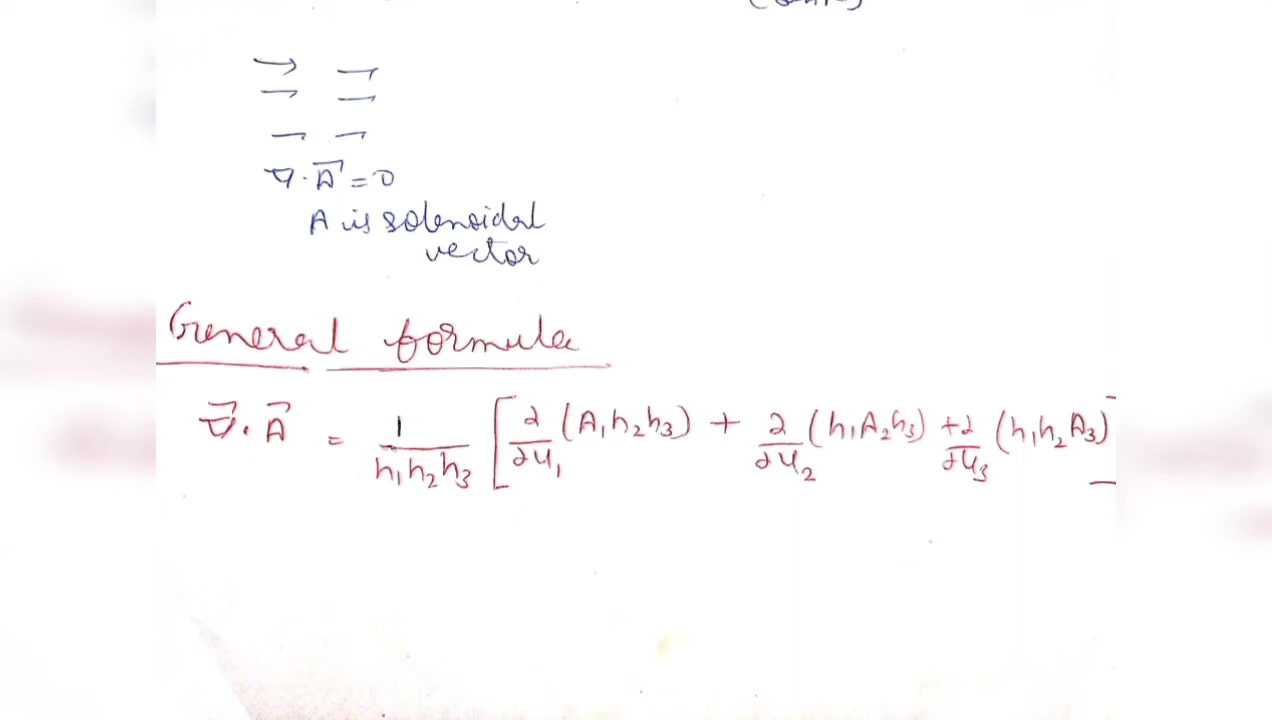 ∇·A⃗ = 0
A is solenoidal
vector
General formula
∇⃗·A⃗ = 1/(h₁h₂h₃) [∂/∂u₁ (A₁h₂h₃) + ∂/∂u₂ (h₁A₂h₃) + ∂/∂u₃ (h₁h₂A₃)]